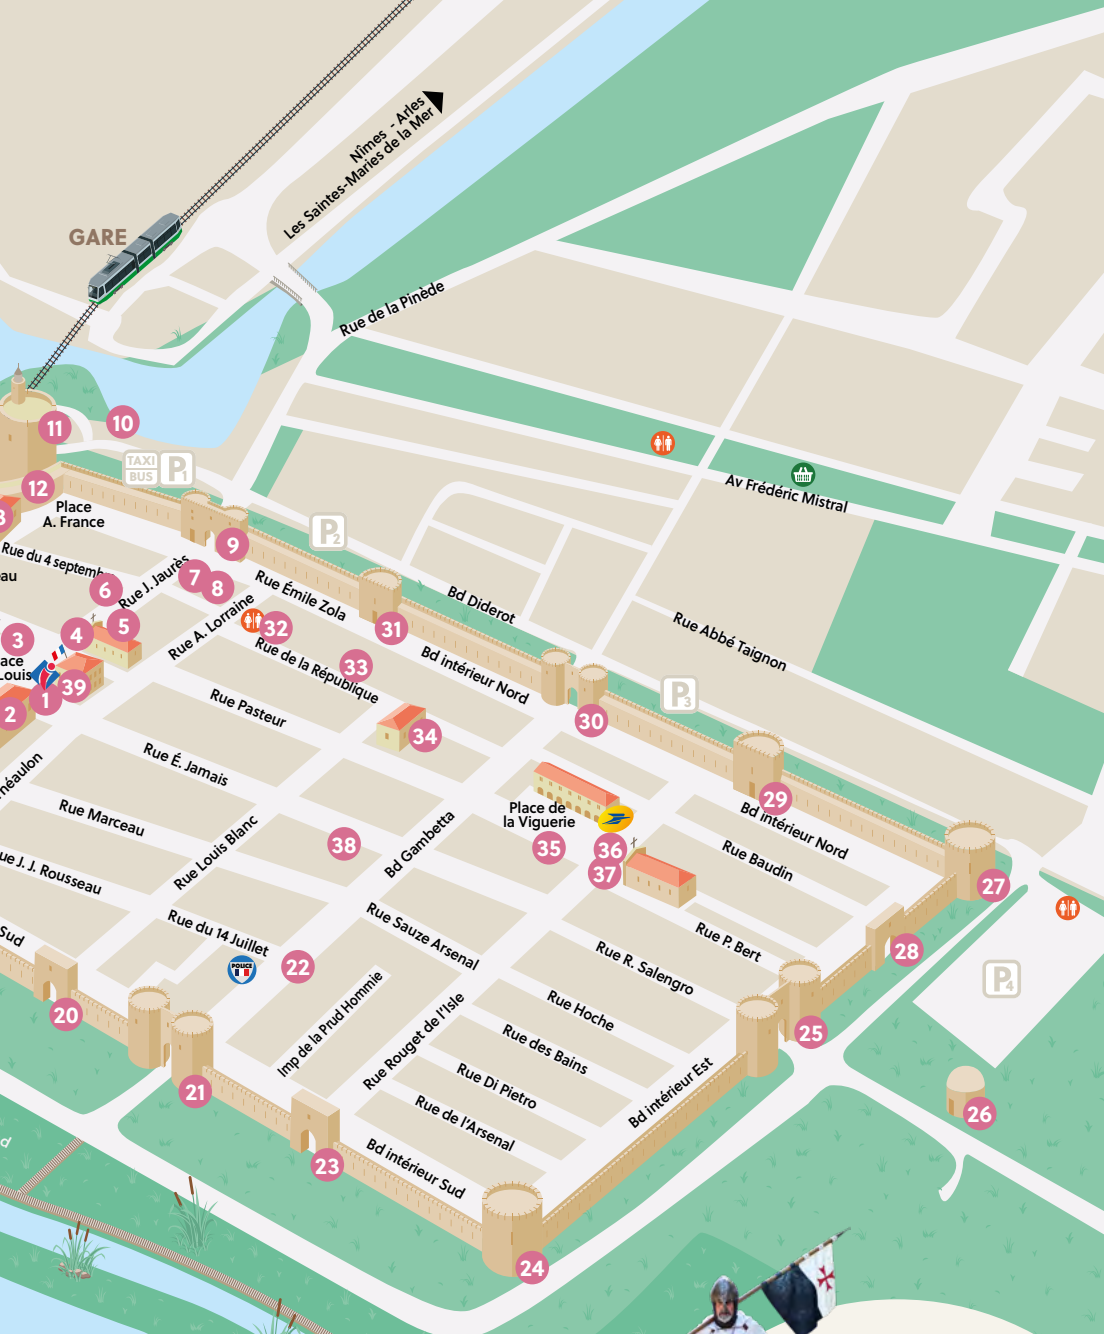 Nîmes - Arles
Les Saintes-Maries de la Mer
GARE
Rue de la Pinède
11
10
TAXI
BUS
P1
12
Av Frédéric Mistral
Place
A. France
9
P2
Rue du 4 septemb
Rue J. Jaurès
7
8
6
Rue Émile Zola
Bd Diderot
Rue A. Lorraine
32
31
Rue Abbé Taignon
3
4
5
Rue de la République
33
Bd intérieur Nord
P3
39
1
2
Rue Pasteur
34
30
Rue É. Jamais
Rue Marceau
Place de
la Viguerie
29
Bd intérieur Nord
Rue Louis Blanc
38
Bd Gambetta
35
36
37
Rue Baudin
27
ue J. J. Rousseau
Rue du 14 Juillet
Rue Sauze Arsenal
Rue P. Bert
28
Sud
POLICE
22
Rue R. Salengro
P4
20
Imp de la Prud Hommie
Rue Rouget de l'Isle
Rue Hoche
25
Rue des Bains
21
Rue Di Pietro
Bd intérieur Est
26
Rue de l'Arsenal
23
Bd intérieur Sud
24